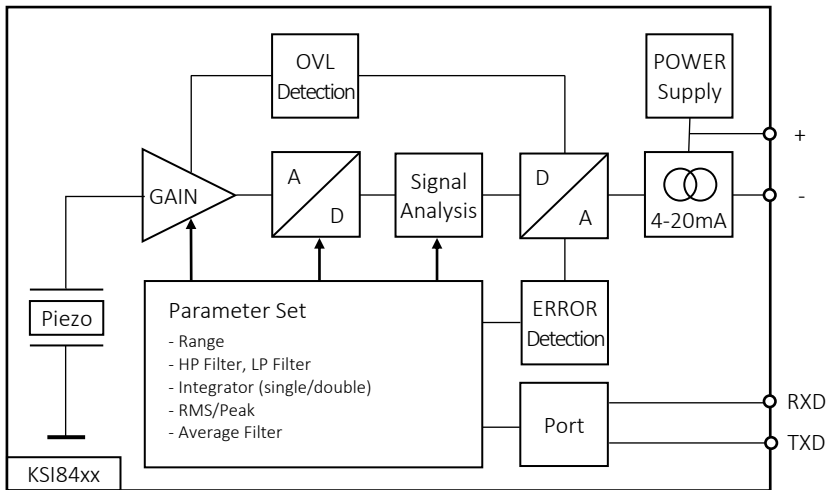 OVL
Detection
POWER
Supply
+
GAIN
A
D
Signal
Analysis
D
A
4-20mA
-
Piezo
Parameter Set
- Range
- HP Filter, LP Filter
- Integrator (single/double)
- RMS/Peak
- Average Filter
ERROR
Detection
Port
RXD
TXD
KSI84xx